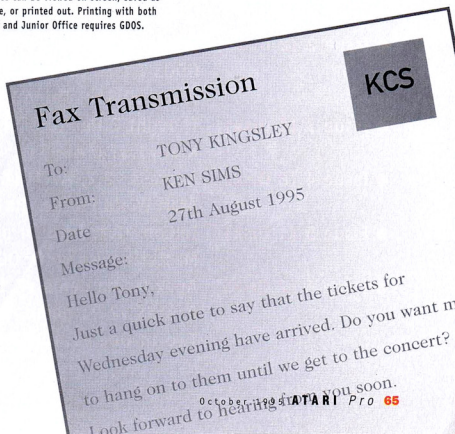 e, or printed out. Printing with both
and Junior Office requires GDOS.
Fax Transmission
KCS
To: TONY KINGSLEY
From: KEN SIMS
Date 27th August 1995
Message:
Hello Tony,
Just a quick note to say that the tickets for
Wednesday evening have arrived. Do you want m
to hang on to them until we get to the concert?
Look forward to hearing from you soon.
October 1995 ATARI Pro 65